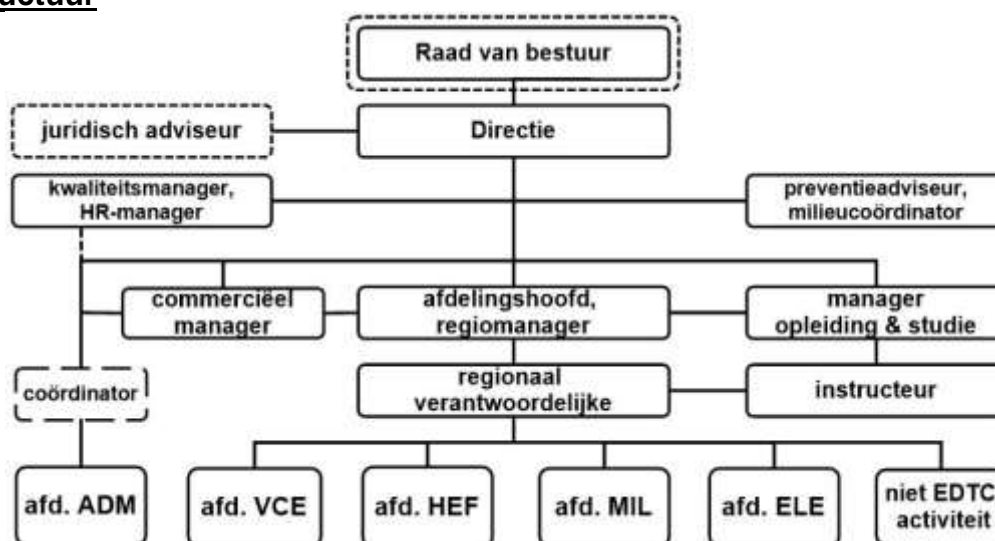 Raad van bestuur
juridisch adviseur
Directie
kwaliteitsmanager,
HR-manager
preventieadviseur,
milieucoördinator
commerciëel
manager
afdelingshoofd,
regiomanager
manager
opleiding & studie
coördinator
regionaal
verantwoordelijke
instructeur
afd. ADM
afd. VCE
afd. HEF
afd. MIL
afd. ELE
niet EDTC
activiteit